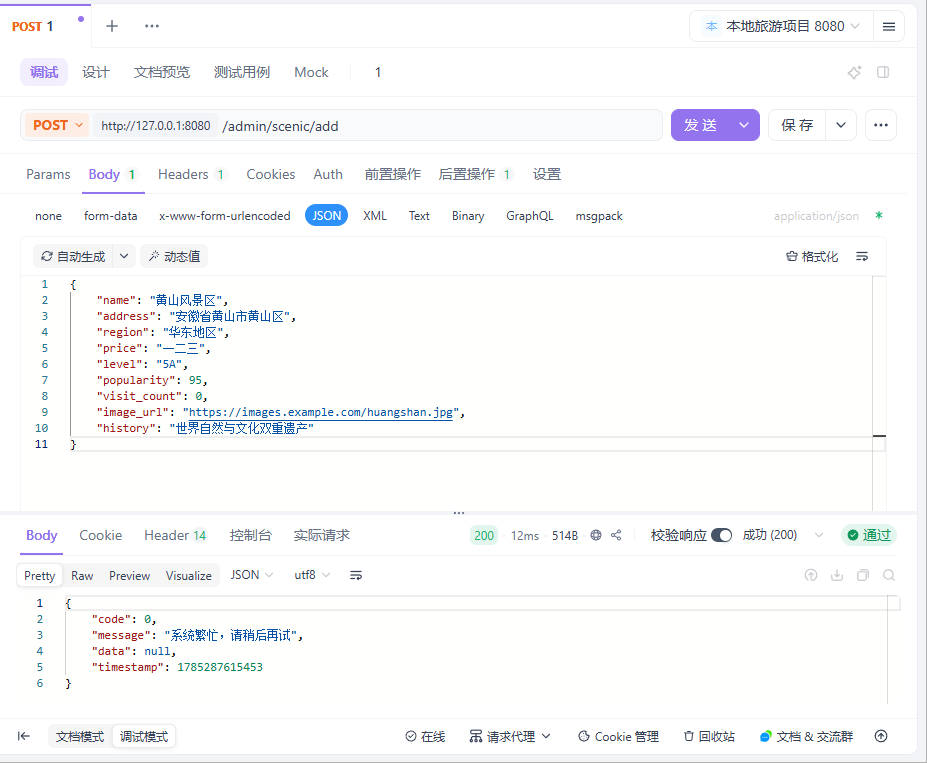 POST 1
本 本地旅游项目 8080
调试 设计 文档预览 测试用例 Mock 1
POST http://127.0.0.1:8080 /admin/scenic/add 发 送 保 存
Params Body 1 Headers 1 Cookies Auth 前置操作 后置操作 1 设置
none form-data x-www-form-urlencoded JSON XML Text Binary GraphQL msgpack application/json *
自动生成 动态值 格式化
1 {
2 "name": "黄山风景区",
3 "address": "安徽省黄山市黄山区",
4 "region": "华东地区",
5 "price": "一二三",
6 "level": "5A",
7 "popularity": 95,
8 "visit_count": 0,
9 "image_url": "https://images.example.com/huangshan.jpg",
10 "history": "世界自然与文化双重遗产"
11 }
Body Cookie Header 14 控制台 实际请求 200 12ms 514B 校验响应 成功 (200) 通过
Pretty Raw Preview Visualize JSON utf8
1 {
2 "code": 0,
3 "message": "系统繁忙，请稍后再试",
4 "data": null,
5 "timestamp": 1785287615453
6 }
文档模式 调试模式 在线 请求代理 Cookie 管理 回收站 文档 & 交流群